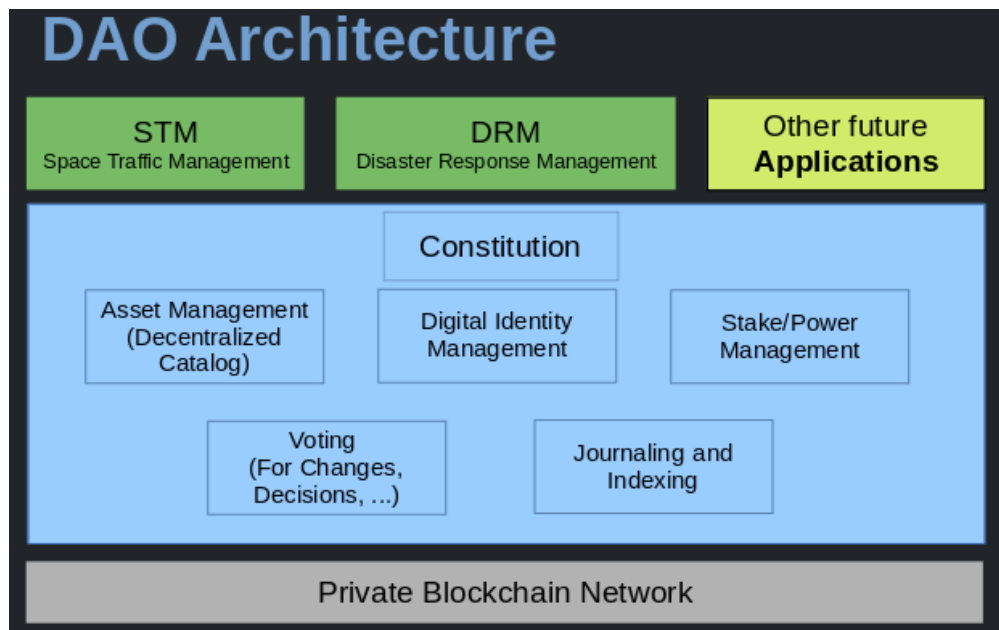 DAO Architecture
STM
Space Traffic Management
DRM
Disaster Response Management
Other future
Applications
Constitution
Asset Management
(Decentralized
Catalog)
Digital Identity
Management
Stake/Power
Management
Voting
(For Changes,
Decisions, ...)
Journaling and
Indexing
Private Blockchain Network